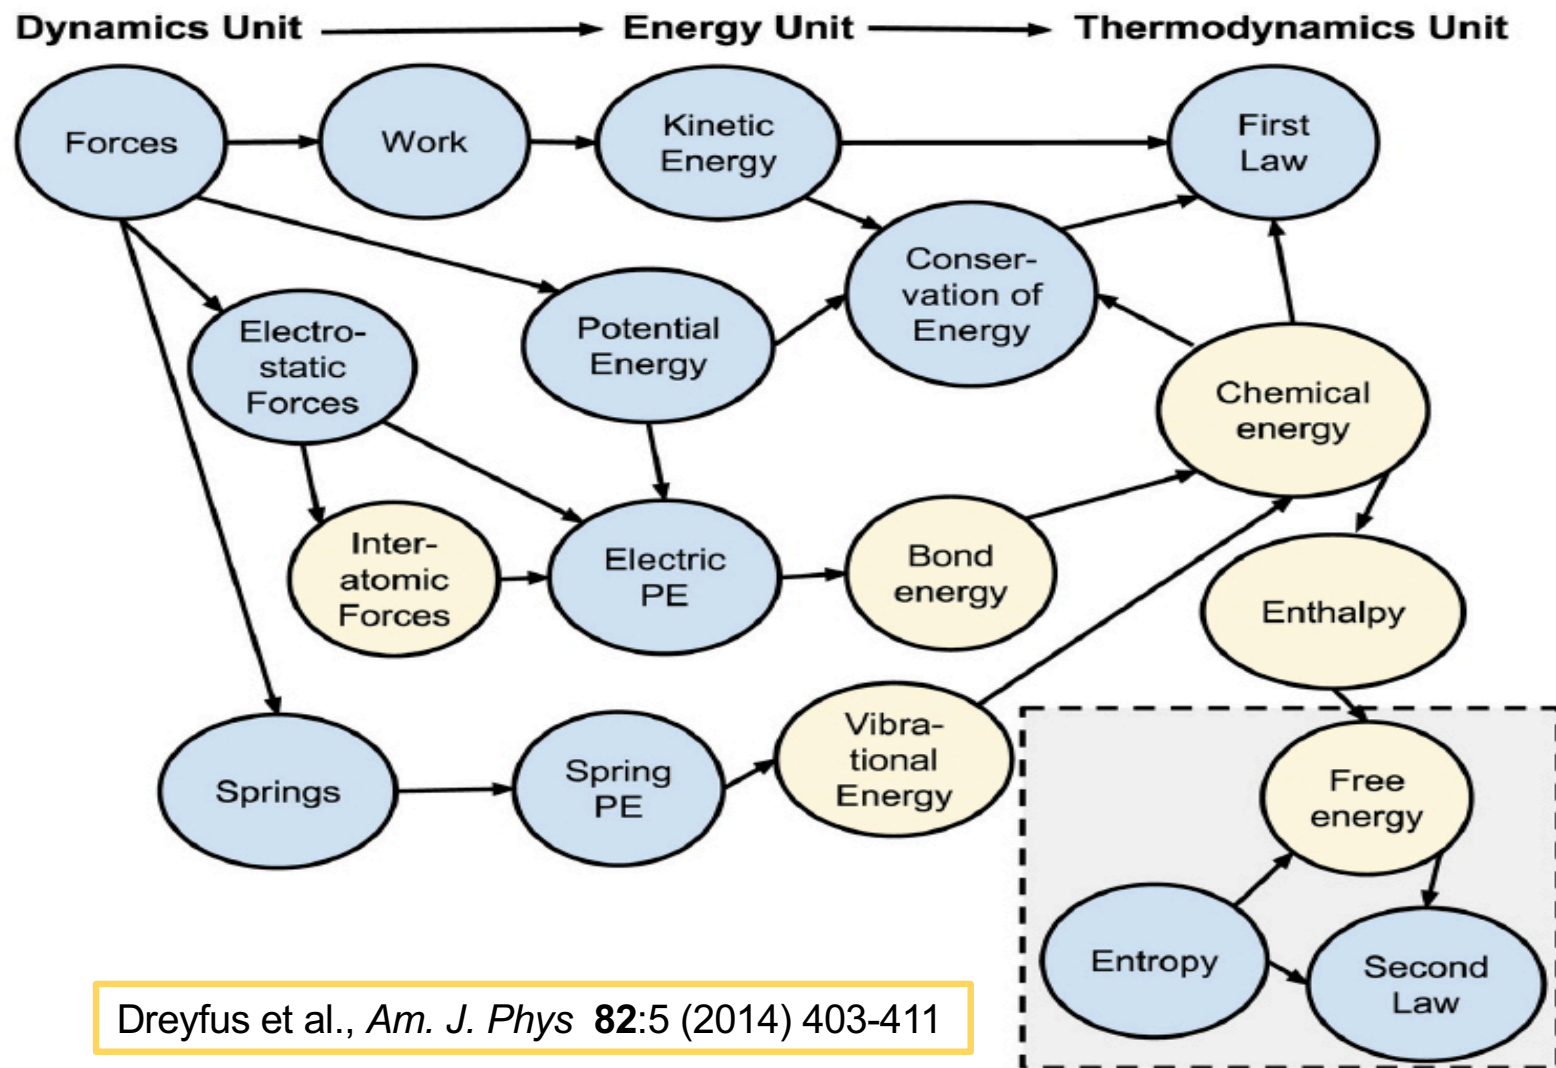 Dynamics Unit
Energy Unit
Thermodynamics Unit
Forces
Work
Kinetic
Energy
First
Law
Conser-
vation of
Energy
Electro-
static
Forces
Potential
Energy
Chemical
energy
Inter-
atomic
Forces
Electric
PE
Bond
energy
Enthalpy
Springs
Spring
PE
Vibra-
tional
Energy
Free
energy
Entropy
Second
Law
Dreyfus et al., Am. J. Phys 82:5 (2014) 403-411